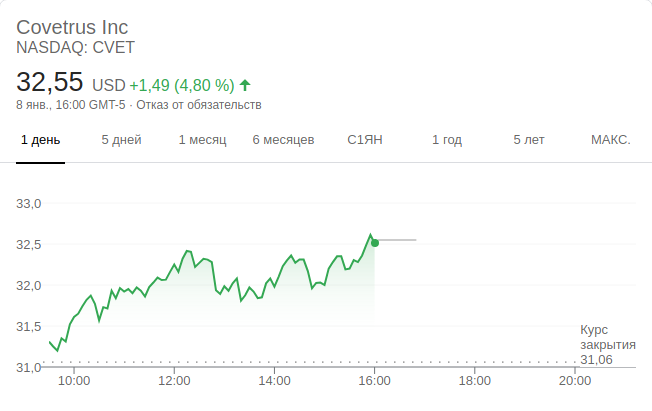 Covetrus Inc
NASDAQ: CVET
32,55 USD +1,49 (4,80 %)
8 янв., 16:00 GMT-5 · Отказ от обязательств
1 день 5 дней 1 месяц 6 месяцев С1ЯН 1 год 5 лет МАКС.
33,0
32,5
32,0
31,5
31,0
Курс
закрытия
31,06
10:00 12:00 14:00 16:00 18:00 20:00